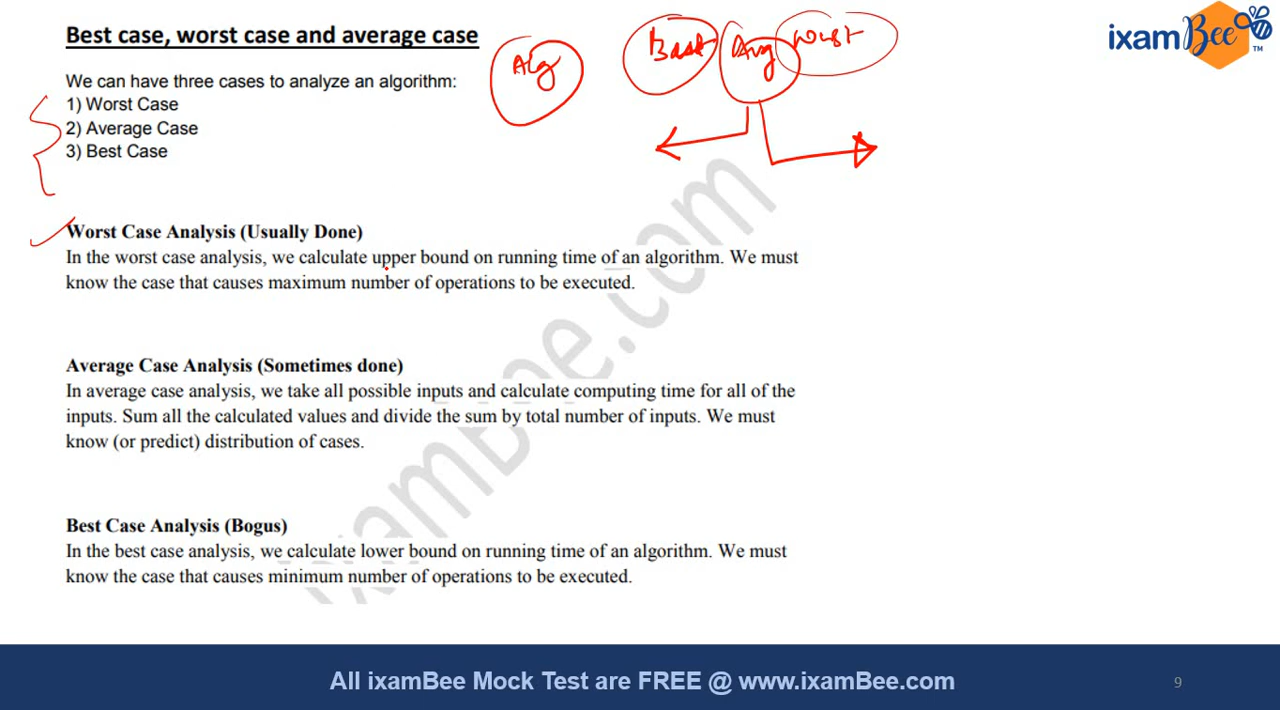 Best case, worst case and average case
Alg
Best Avg Worst
ixamBee
TM
We can have three cases to analyze an algorithm:
1) Worst Case
2) Average Case
3) Best Case
Worst Case Analysis (Usually Done)
In the worst case analysis, we calculate upper bound on running time of an algorithm. We must
know the case that causes maximum number of operations to be executed.
Average Case Analysis (Sometimes done)
In average case analysis, we take all possible inputs and calculate computing time for all of the
inputs. Sum all the calculated values and divide the sum by total number of inputs. We must
know (or predict) distribution of cases.
Best Case Analysis (Bogus)
In the best case analysis, we calculate lower bound on running time of an algorithm. We must
know the case that causes minimum number of operations to be executed.
ixamBee.com
All ixamBee Mock Test are FREE @ www.ixamBee.com
9